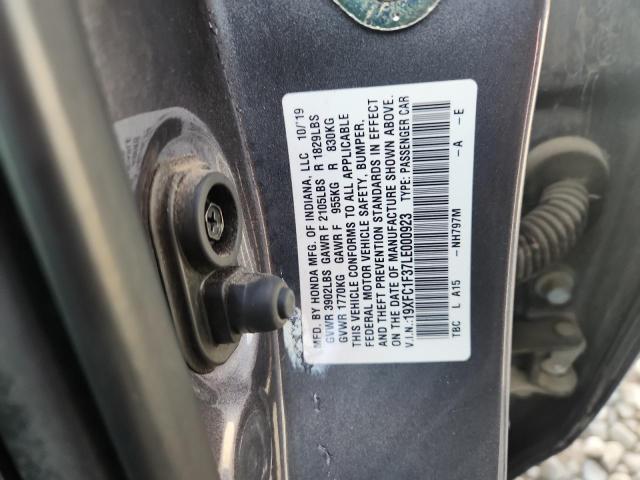 MFD. BY HONDA MFG. OF INDIANA, LLC 10/'19
GVWR 3902LBS GAWR F 2105LBS R 1829LBS
GVWR 1770KG GAWR F 955KG R 830KG
THIS VEHICLE CONFORMS TO ALL APPLICABLE
FEDERAL MOTOR VEHICLE SAFETY, BUMPER,
AND THEFT PREVENTION STANDARDS IN EFFECT
ON THE DATE OF MANUFACTURE SHOWN ABOVE.
V.I.N.:19XFC1F37LE000923 TYPE: PASSENGER CAR
TBC L A15 -NH797M -A -E